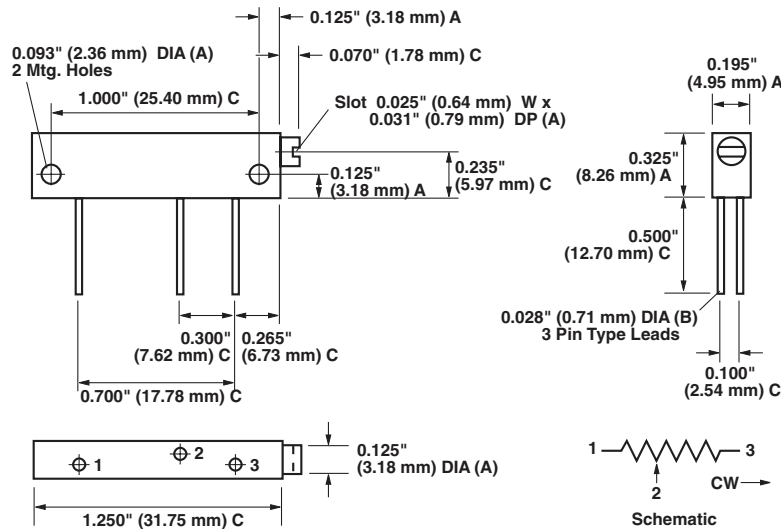 0.125" (3.18 mm) A
0.093" (2.36 mm) DIA (A)
2 Mtg. Holes
0.070" (1.78 mm) C
1.000" (25.40 mm) C
Slot 0.025" (0.64 mm) W x
0.031" (0.79 mm) DP (A)
0.125"
(3.18 mm) A
0.235"
(5.97 mm) C
0.195"
(4.95 mm) A
0.325"
(8.26 mm) A
0.500"
(12.70 mm) C
0.028" (0.71 mm) DIA (B)
3 Pin Type Leads
0.100"
(2.54 mm) C
0.300"
(7.62 mm) C
0.265"
(6.73 mm) C
0.700" (17.78 mm) C
1
2
3
0.125"
(3.18 mm) DIA (A)
1.250" (31.75 mm) C
1
3
2
CW
Schematic